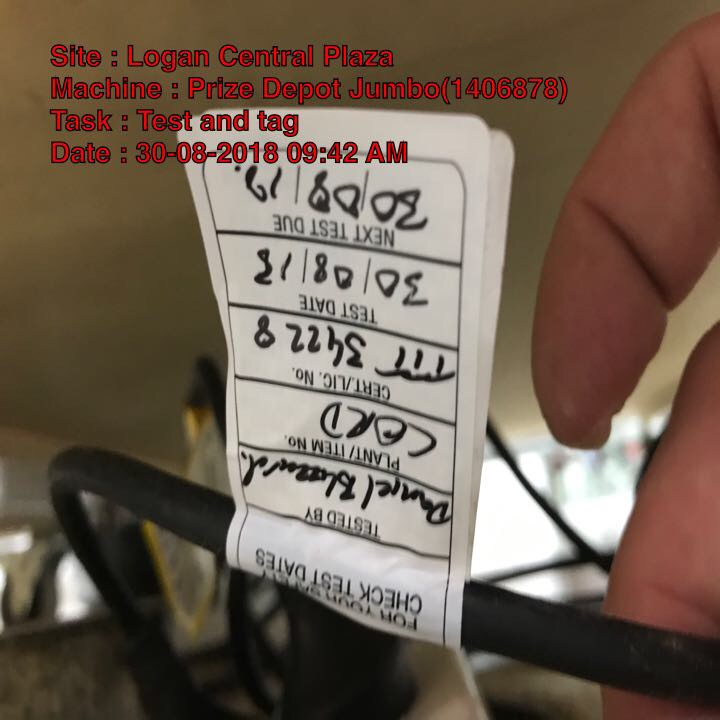 Site : Logan Central Plaza
Machine : Prize Depot Jumbo(1406878)
Task : Test and tag
Date : 30-08-2018 09:42 AM
FOR YOUR SAFETY
CHECK TEST DATES
TESTED BY
Daniel
PLANT/ ITEM No.
CORD
CERT./LIC. No.
TTT 34228
TEST DATE
30/08/18
NEXT TEST DUE
30/08/19.